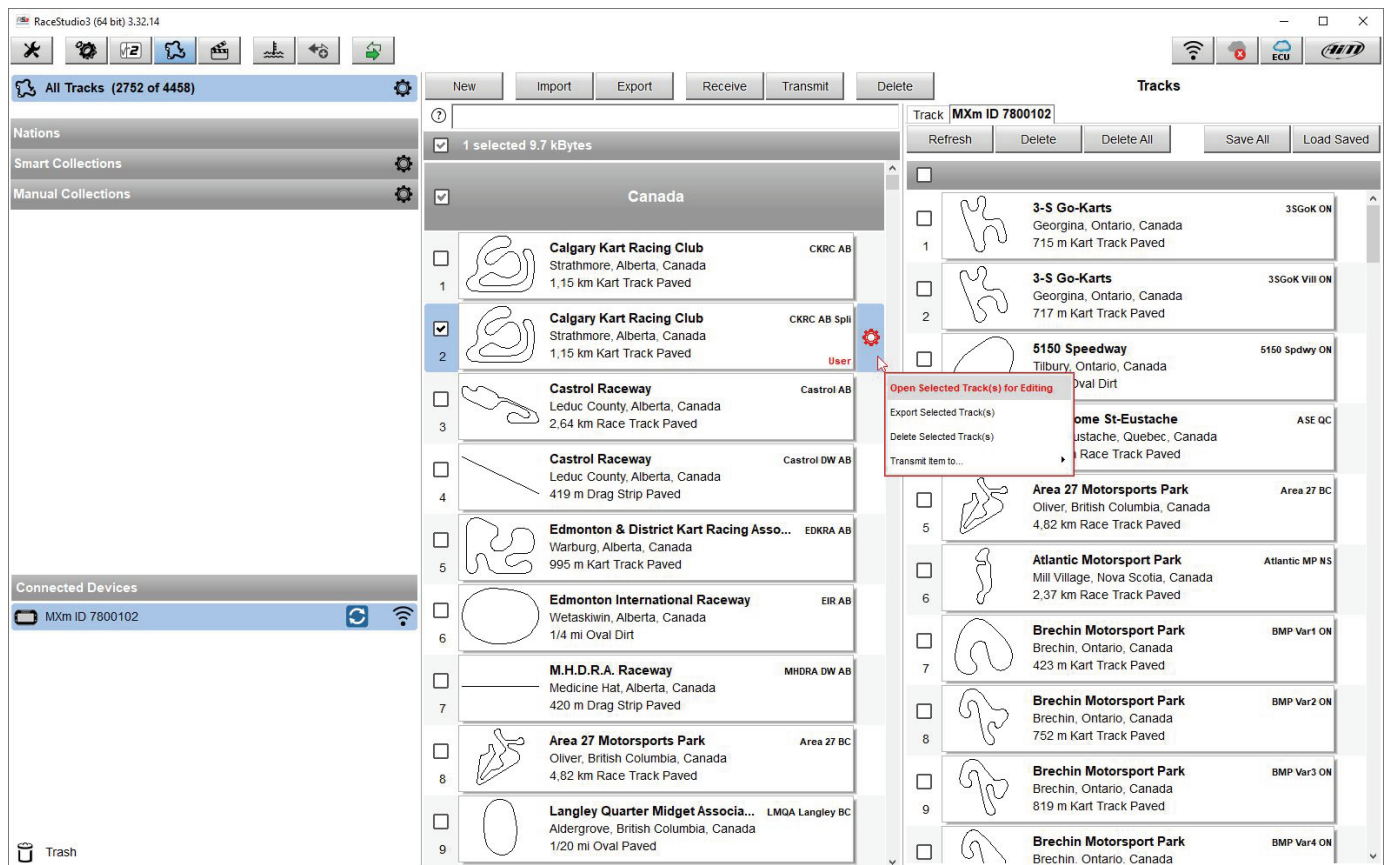 RaceStudio3 (64 bit) 3.32.14
ECU
AiM
All Tracks (2752 of 4458)
Nations
Smart Collections
Manual Collections
Connected Devices
MXm ID 7800102
Trash
New Import Export Receive Transmit Delete
?
1 selected 9.7 kBytes
Canada
Calgary Kart Racing Club CKRC AB
Strathmore, Alberta, Canada
1 1,15 km Kart Track Paved
Calgary Kart Racing Club CKRC AB Spli
Strathmore, Alberta, Canada
2 1,15 km Kart Track Paved User
Castrol Raceway Castrol AB
Leduc County, Alberta, Canada
3 2,64 km Race Track Paved
Castrol Raceway Castrol DW AB
Leduc County, Alberta, Canada
4 419 m Drag Strip Paved
Edmonton & District Kart Racing Asso... EDKRA AB
Warburg, Alberta, Canada
5 995 m Kart Track Paved
Edmonton International Raceway EIR AB
Wetaskiwin, Alberta, Canada
6 1/4 mi Oval Dirt
M.H.D.R.A. Raceway MHDRA DW AB
Medicine Hat, Alberta, Canada
7 420 m Drag Strip Paved
Area 27 Motorsports Park Area 27 BC
Oliver, British Columbia, Canada
8 4,82 km Race Track Paved
Langley Quarter Midget Associa... LMQA Langley BC
Aldergrove, British Columbia, Canada
9 1/20 mi Oval Paved
Open Selected Track(s) for Editing
Export Selected Track(s)
Delete Selected Track(s)
Transmit Item to...
Tracks
Track MXm ID 7800102
Refresh Delete Delete All Save All Load Saved
3-S Go-Karts 3SGoK ON
Georgina, Ontario, Canada
1 715 m Kart Track Paved
3-S Go-Karts 3SGoK Vill ON
Georgina, Ontario, Canada
2 717 m Kart Track Paved
5150 Speedway 5150 Spdwy ON
Tilbury, Ontario, Canada
Oval Dirt
ome St-Eustache ASE QC
ustache, Quebec, Canada
Race Track Paved
Area 27 Motorsports Park Area 27 BC
Oliver, British Columbia, Canada
5 4,82 km Race Track Paved
Atlantic Motorsport Park Atlantic MP NS
Mill Village, Nova Scotia, Canada
6 2,37 km Race Track Paved
Brechin Motorsport Park BMP Var1 ON
Brechin, Ontario, Canada
7 423 m Kart Track Paved
Brechin Motorsport Park BMP Var2 ON
Brechin, Ontario, Canada
8 752 m Kart Track Paved
Brechin Motorsport Park BMP Var3 ON
Brechin, Ontario, Canada
9 819 m Kart Track Paved
Brechin Motorsport Park BMP Var4 ON
Brechin, Ontario, Canada